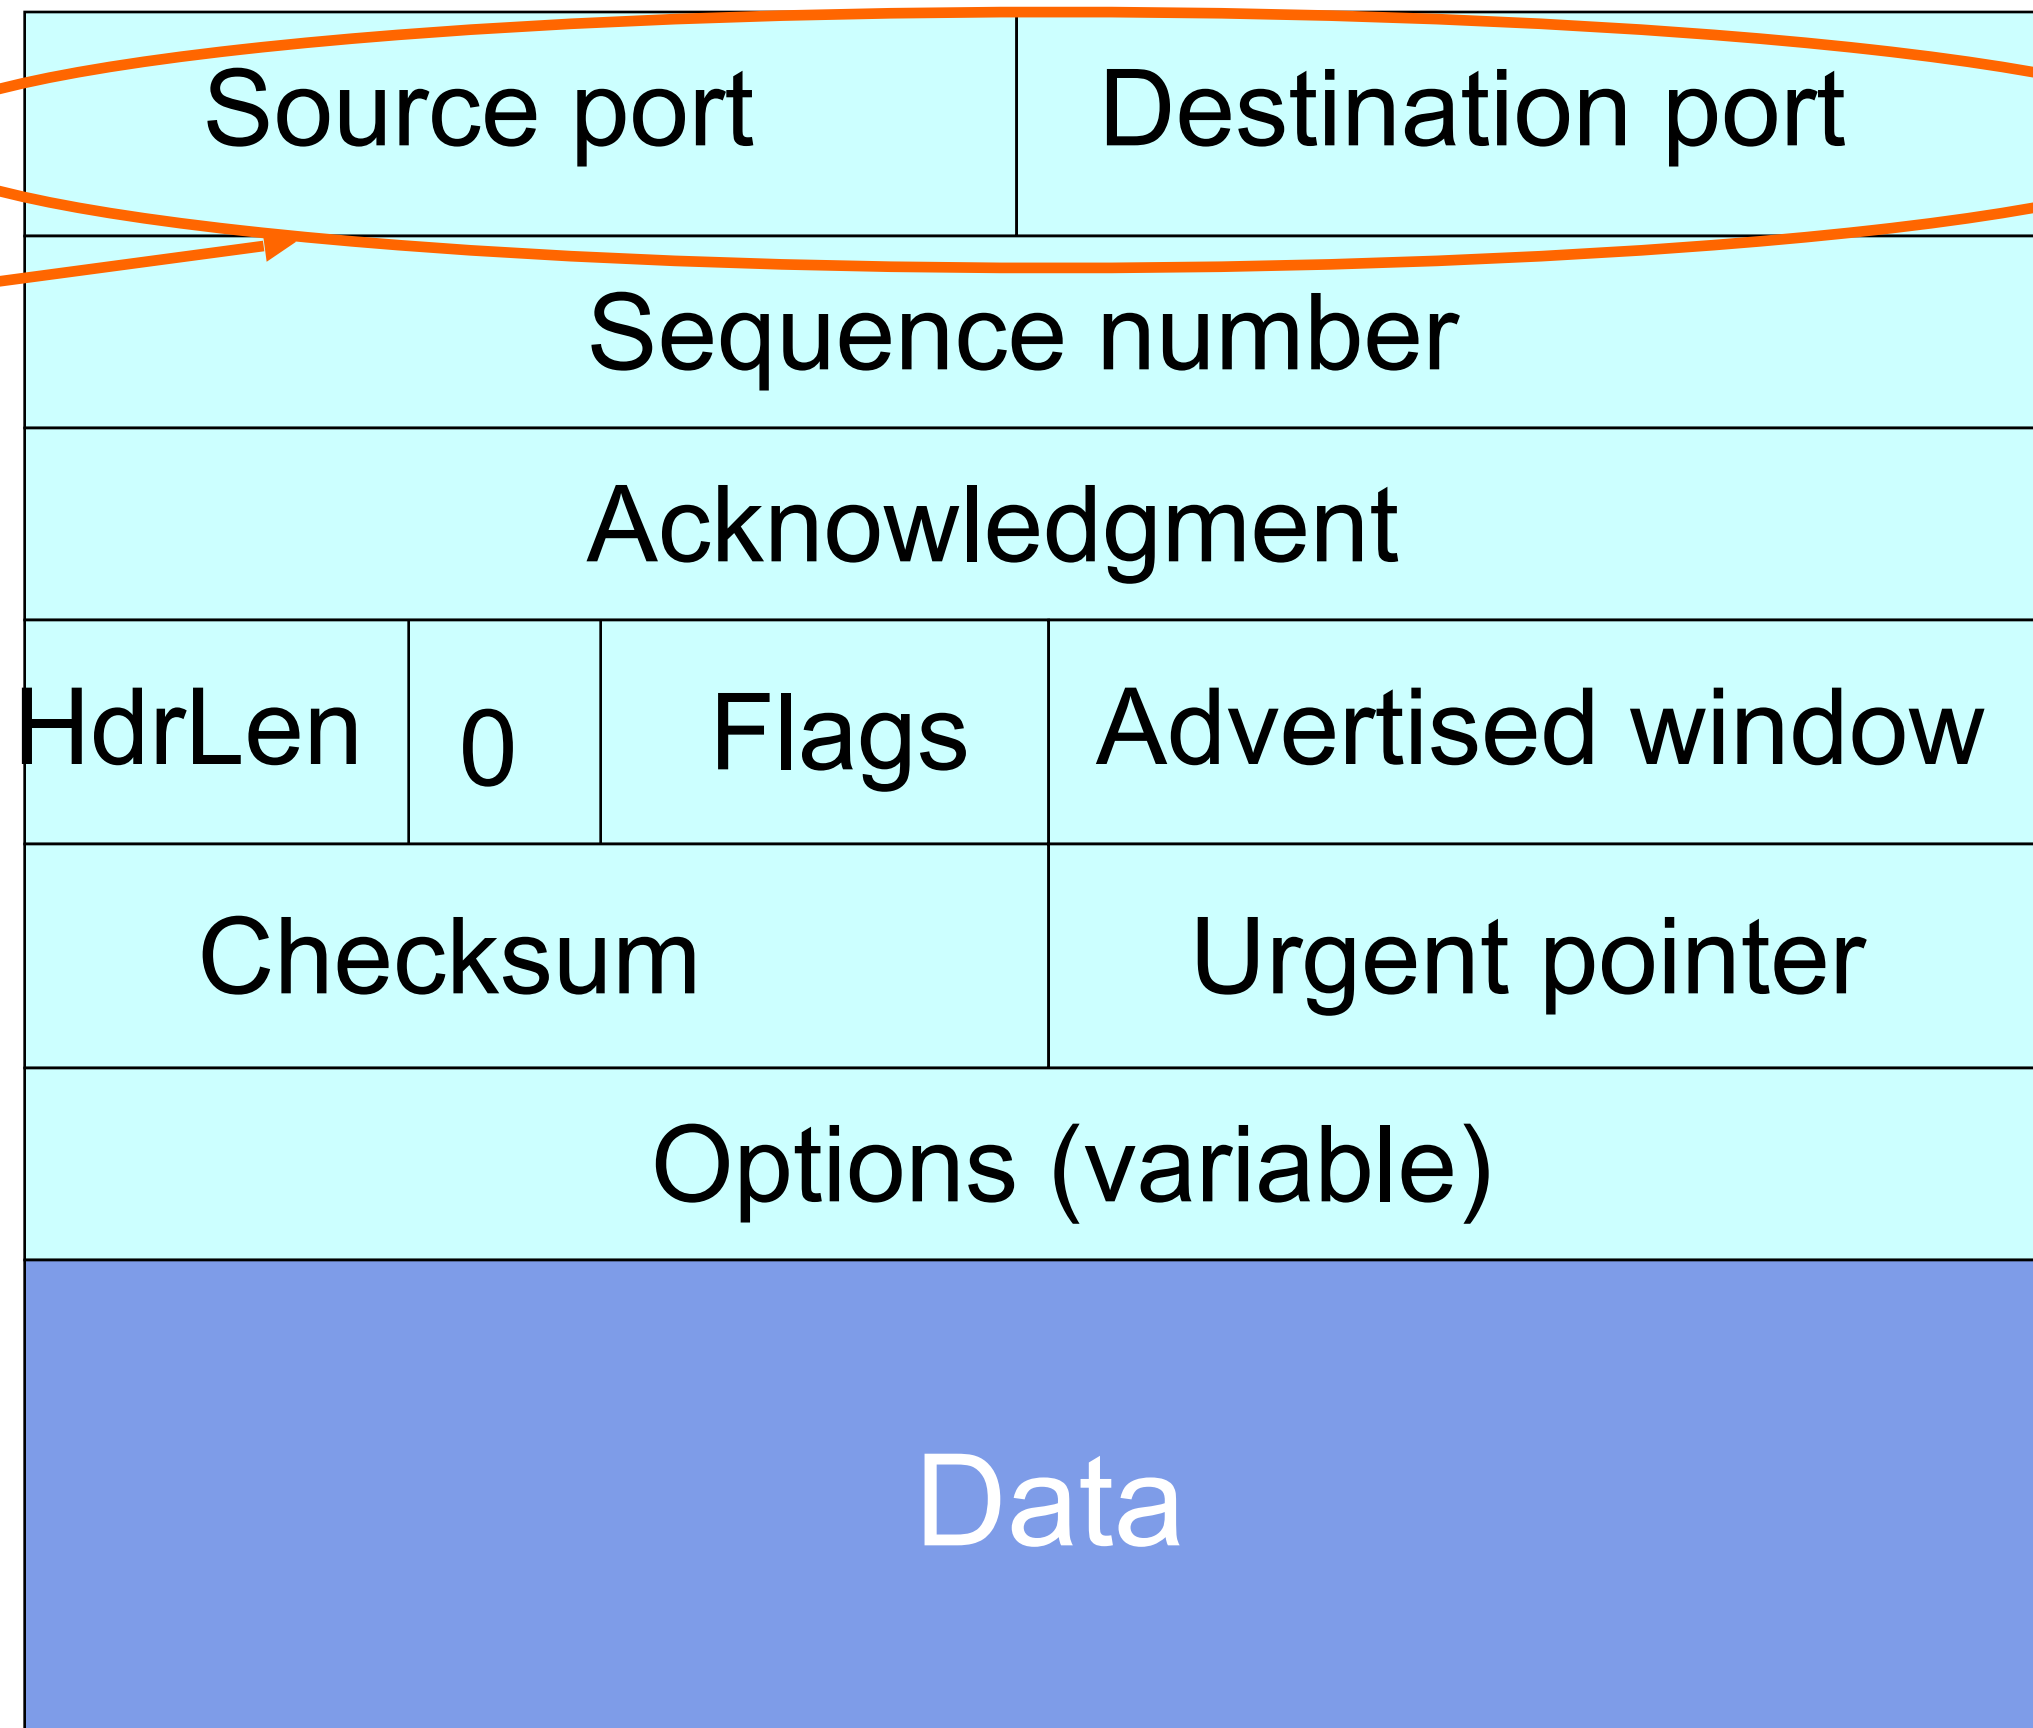 Source port Destination port
Sequence number
Acknowledgment
HdrLen 0 Flags Advertised window
Checksum Urgent pointer
Options (variable)
Data